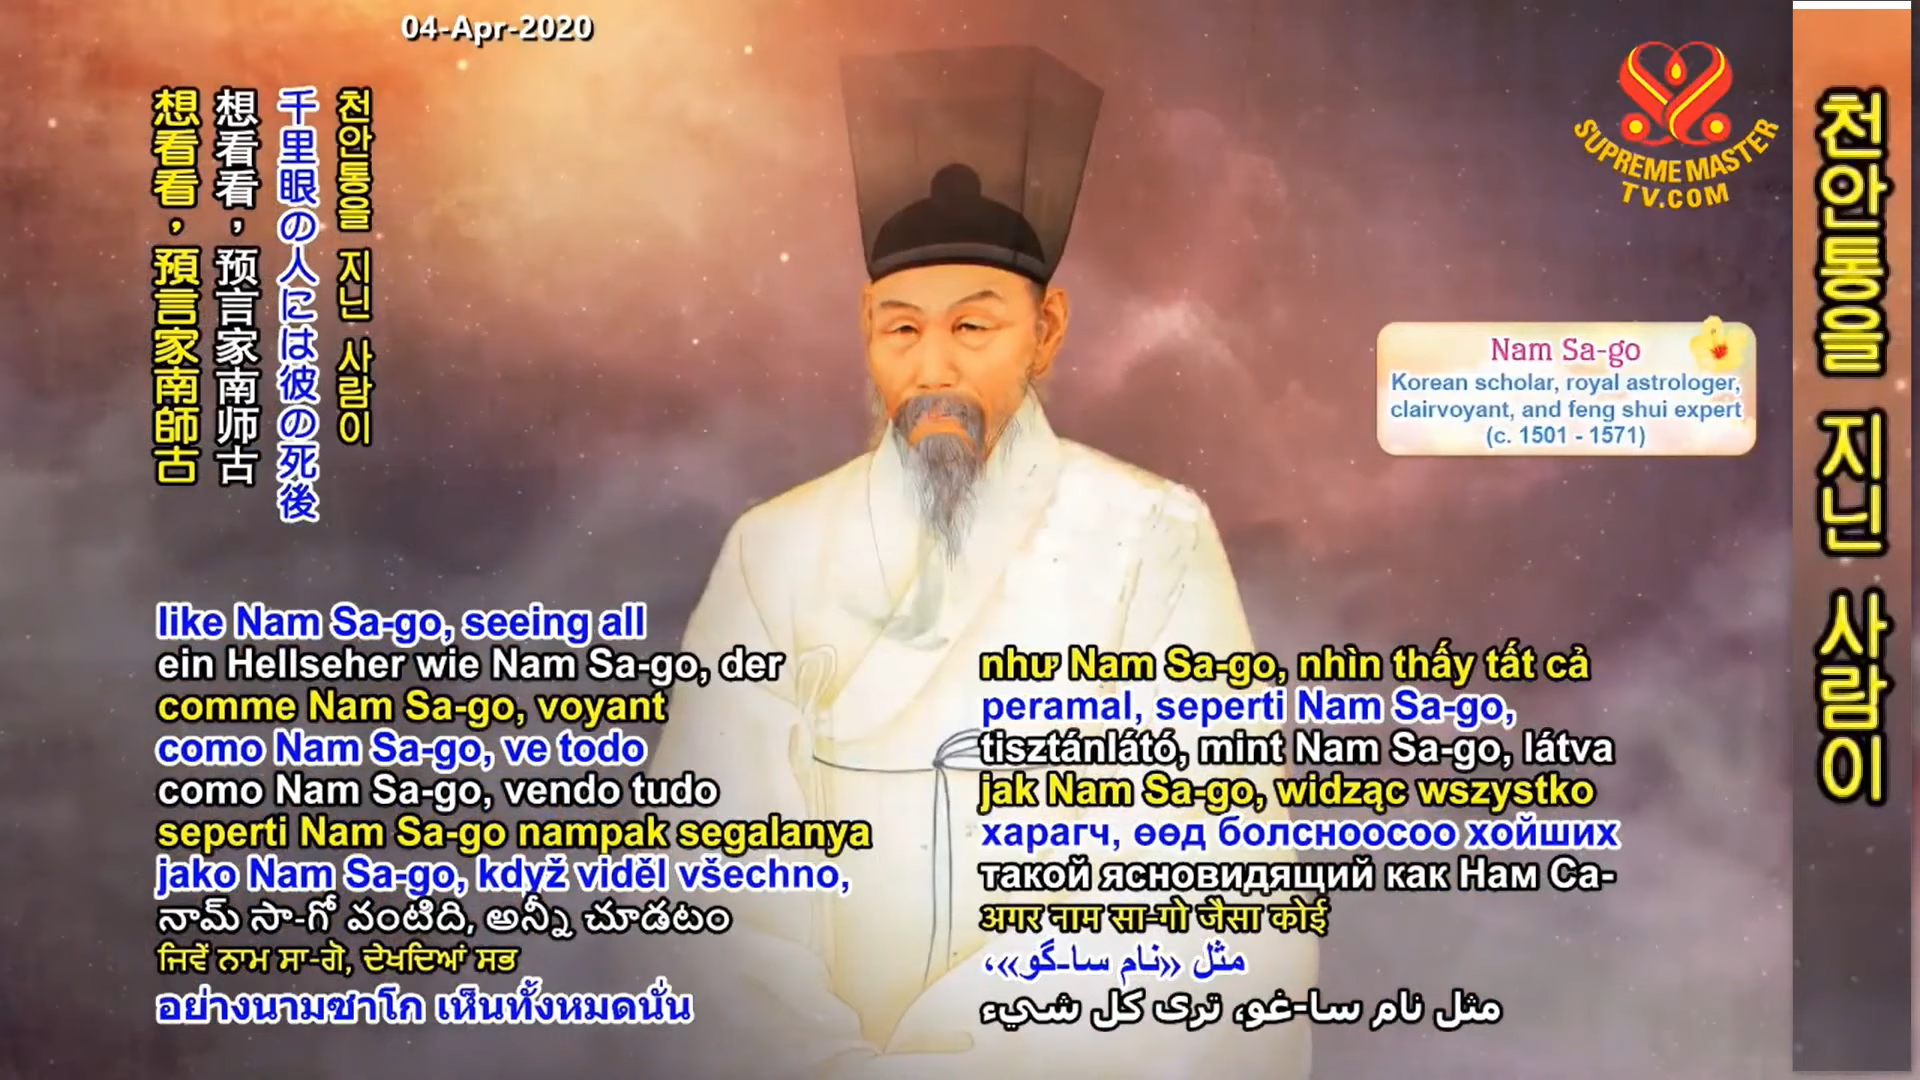 04-Apr-2020
천안통을 지닌 사람이
千里眼の人には彼の死後
想看看，预言家南师古
想看看，預言家南師古
SUPREME MASTER
TV.COM
천안통을 지닌 사람이
Nam Sa-go
Korean scholar, royal astrologer,
clairvoyant, and feng shui expert
(c. 1501 - 1571)
like Nam Sa-go, seeing all
ein Hellseher wie Nam Sa-go, der
comme Nam Sa-go, voyant
como Nam Sa-go, ve todo
como Nam Sa-go, vendo tudo
seperti Nam Sa-go nampak segalanya
jako Nam Sa-go, když viděl všechno,
నామ్ సా-గో వంటిది, అన్నీ చూడటం
ਜਿਵੇਂ ਨਾਮ ਸਾ-ਗੋ, ਦੇਖਦਿਆਂ ਸਭ
อย่างนามซาโก เห็นทั้งหมดนั่น
như Nam Sa-go, nhìn thấy tất cả
peramal, seperti Nam Sa-go,
tisztánlátó, mint Nam Sa-go, látva
jak Nam Sa-go, widząc wszystko
харагч, өөд болсноосоо хойших
такой ясновидящий как Нам Са-
अगर नाम सा-गो जैसा कोई
مثل «نام سا-گو»،
مثل نام سا-غو، ترى كل شيء